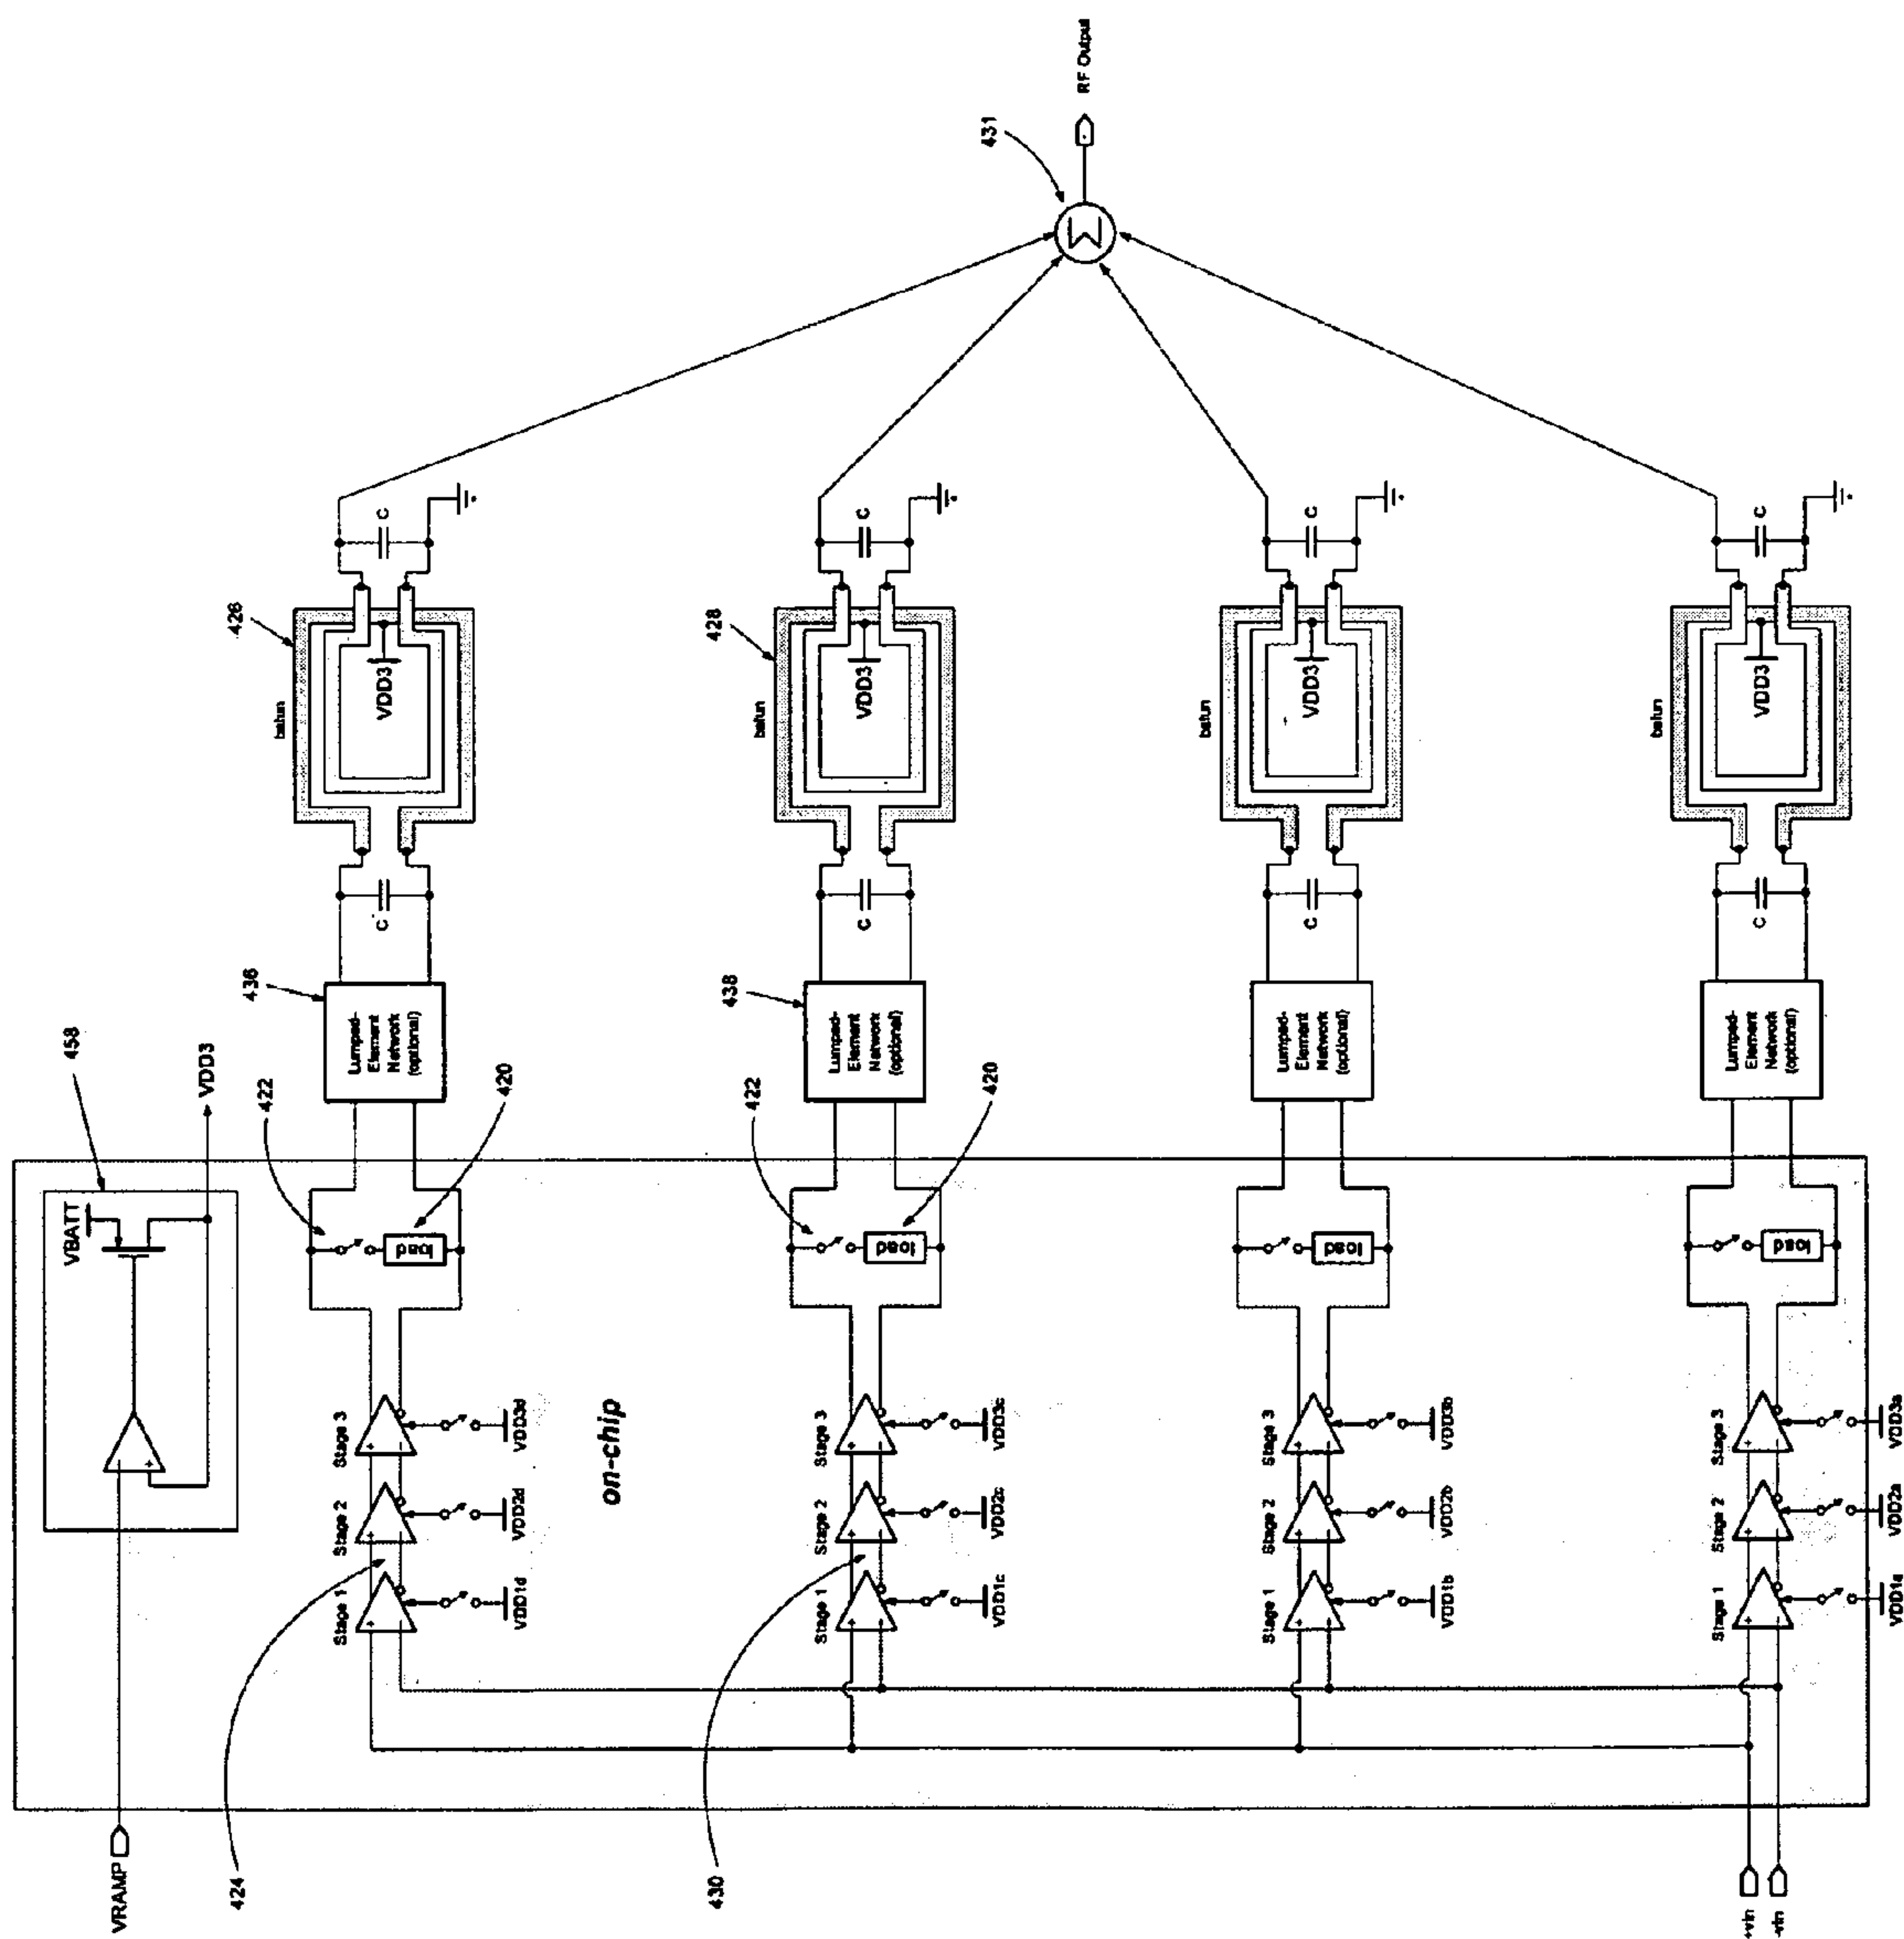 VRAMP
VBATT
458
VDD3
424
Stage 1
Stage 2
Stage 3
VDD1d
VDD2d
VDD3d
422
load
420
436
Lumped-
Element
Network
(optional)
C
balun
426
VDD3
C
on-chip
430
Stage 1
Stage 2
Stage 3
VDD1c
VDD2c
VDD3c
422
load
420
438
Lumped-
Element
Network
(optional)
C
balun
428
VDD3
C
431
Σ
RF Output
Stage 1
Stage 2
Stage 3
VDD1b
VDD2b
VDD3b
load
Lumped-
Element
Network
(optional)
C
balun
VDD3
C
+vin
-vin
Stage 1
Stage 2
Stage 3
VDD1a
VDD2a
VDD3a
load
Lumped-
Element
Network
(optional)
C
balun
VDD3
C